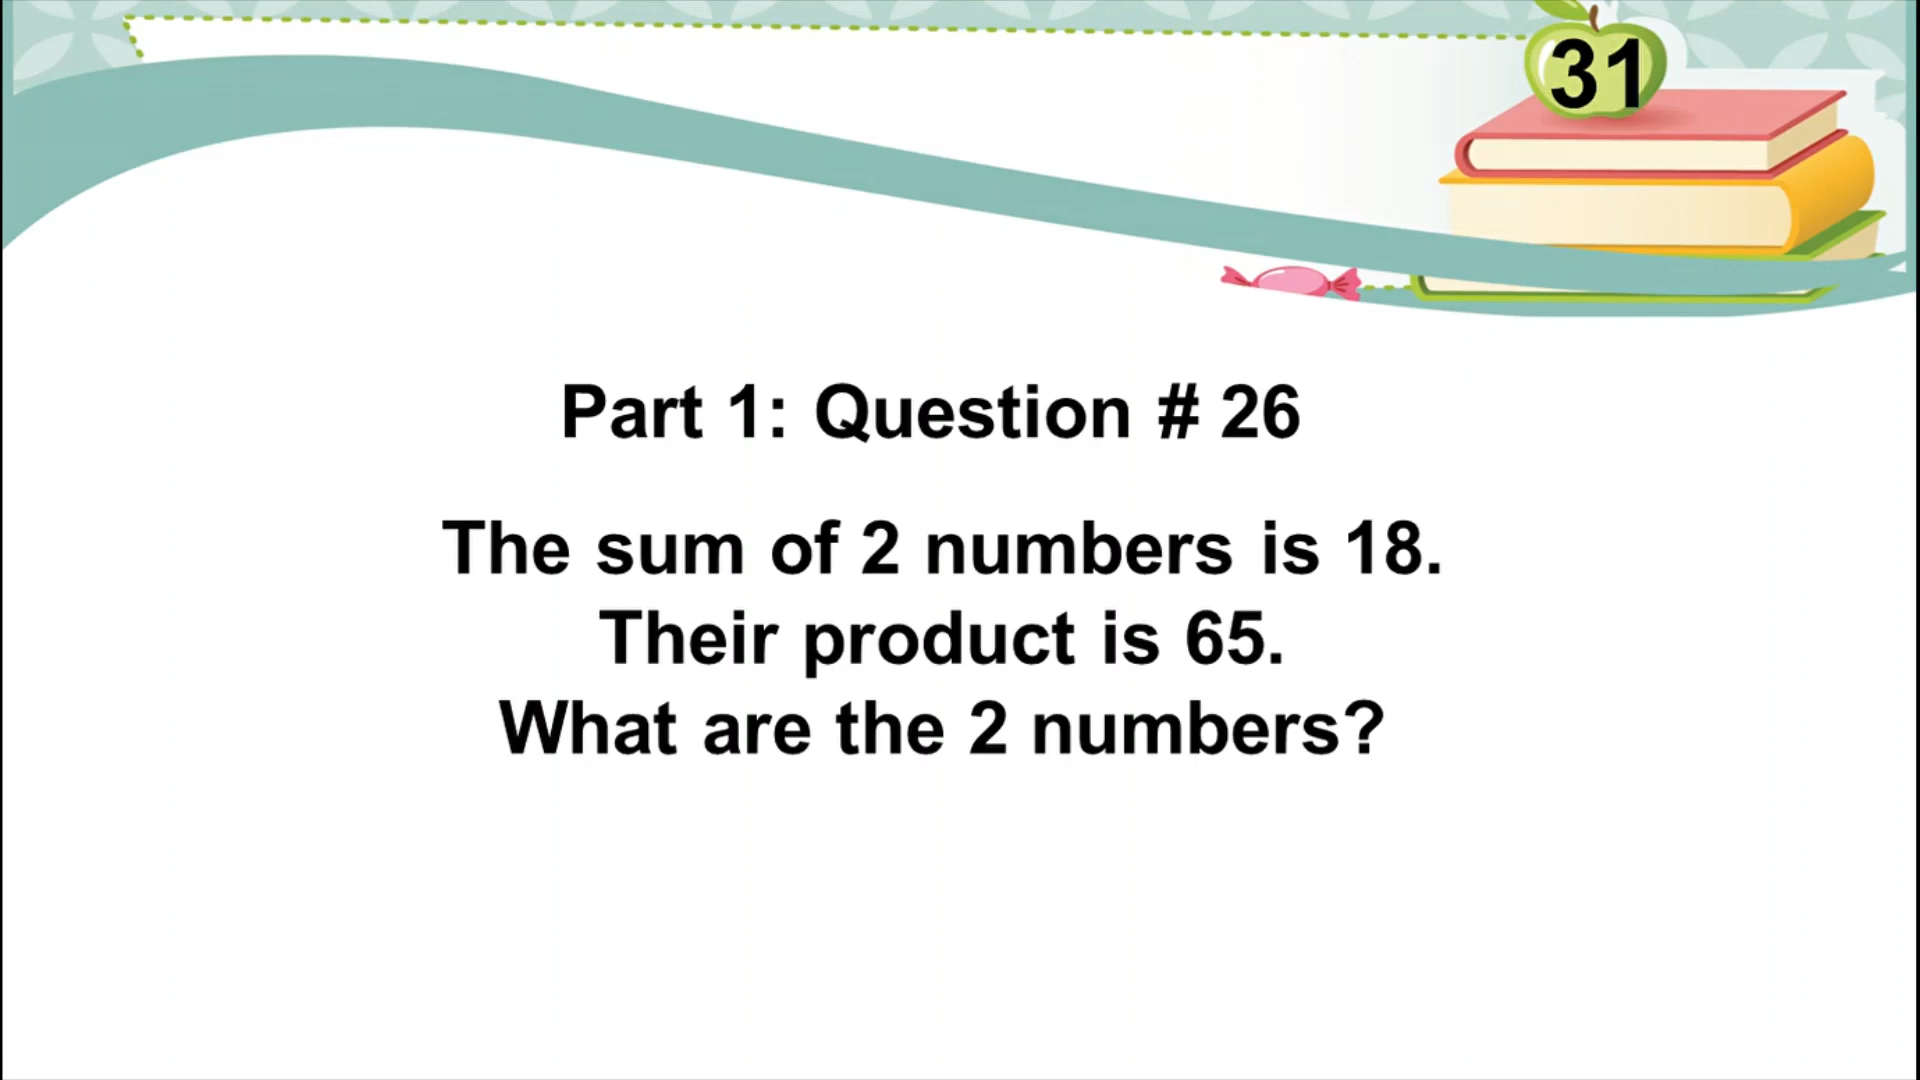 31
Part 1: Question # 26
The sum of 2 numbers is 18.
Their product is 65.
What are the 2 numbers?